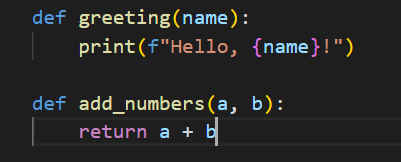 def greeting(name):
    print(f"Hello, {name}!")

def add_numbers(a, b):
    return a + b